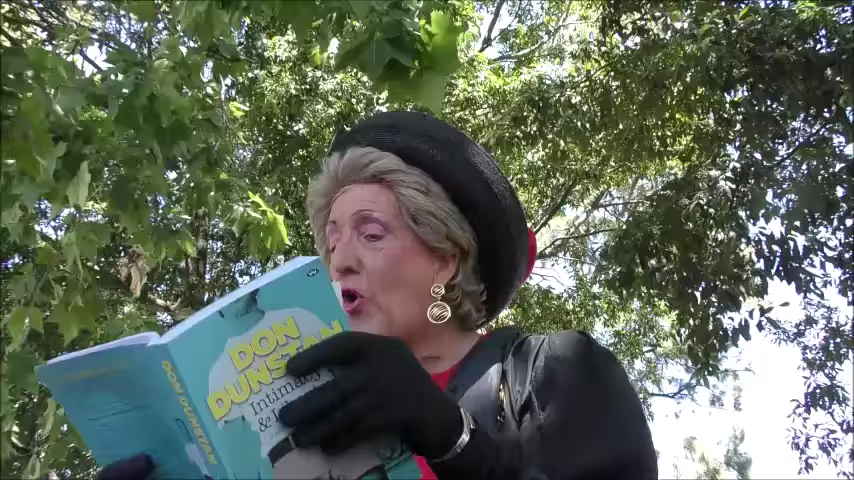 DON
DUNSTAN
Intimacy
&
DON DUNSTAN